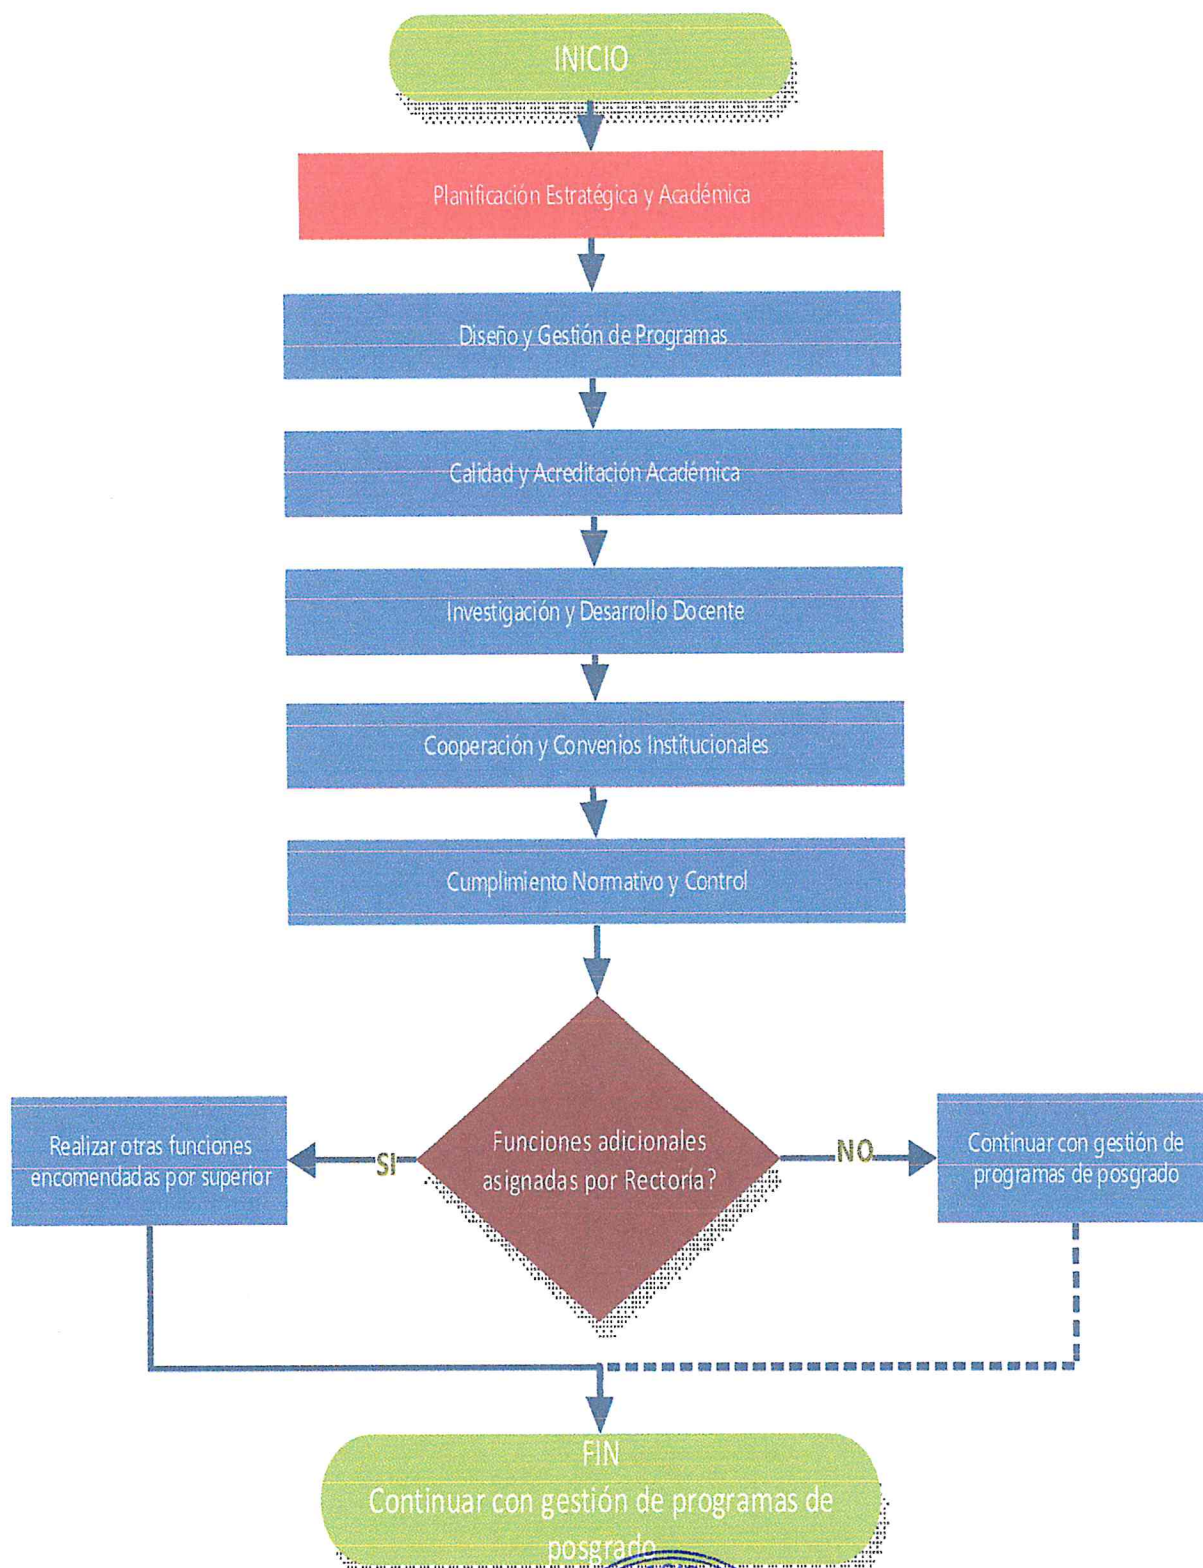 INICIO
Planificación Estratégica y Académica
Diseño y Gestión de Programas
Calidad y Acreditación Académica
Investigación y Desarrollo Docente
Cooperación y Convenios Institucionales
Cumplimiento Normativo y Control
Realizar otras funciones
encomendadas por superior
SI
Funciones adicionales
asignadas por Rectoría?
NO
Continuar con gestión de
programas de posgrado
FIN
Continuar con gestión de programas de
posgrado